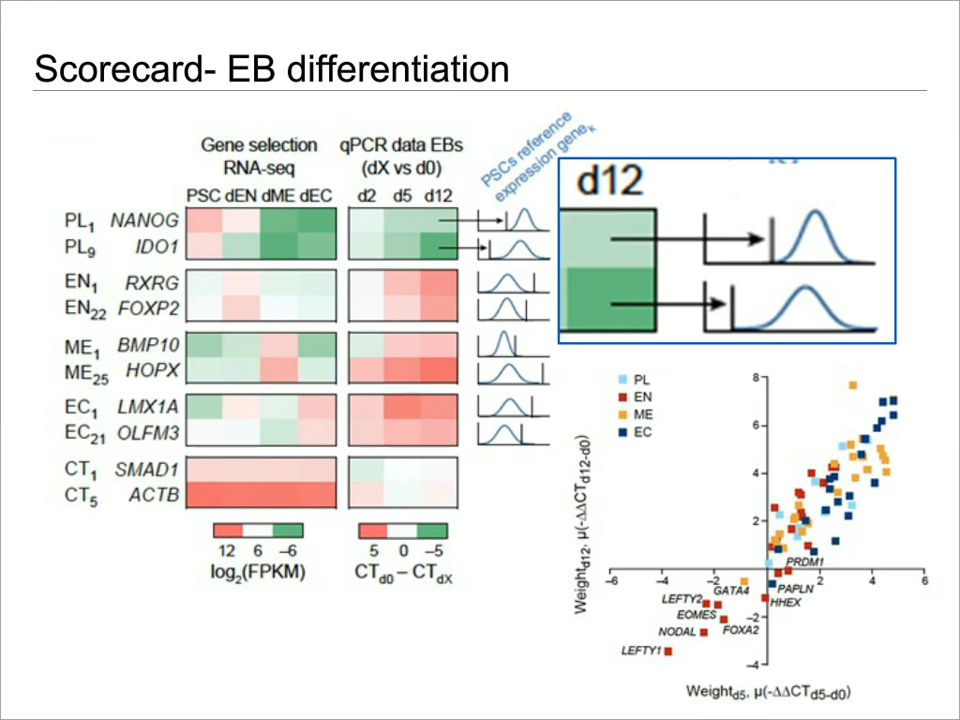 Scorecard- EB differentiation
Gene selection
RNA-seq
qPCR data EBs
(dX vs d0)
PSCs reference
expression geneₖ
PSC dEN dME dEC
d2 d5 d12
PL₁ NANOG
PL₉ IDO1
EN₁ RXRG
EN₂₂ FOXP2
ME₁ BMP10
ME₂₅ HOPX
EC₁ LMX1A
EC₂₁ OLFM3
CT₁ SMAD1
CT₅ ACTB
12 6 −6
log₂(FPKM)
5 0 −5
CTd0 − CTdX
d12
PL
EN
ME
EC
8
6
4
2
−2
−4
−6 −4 −2 2 4 6
PRDM1
PAPLN
HHEX
GATA4
LEFTY2
EOMES
FOXA2
NODAL
LEFTY1
Weightd12, μ(-ΔΔCTd12-d0)
Weightd5, μ(-ΔΔCTd5-d0)